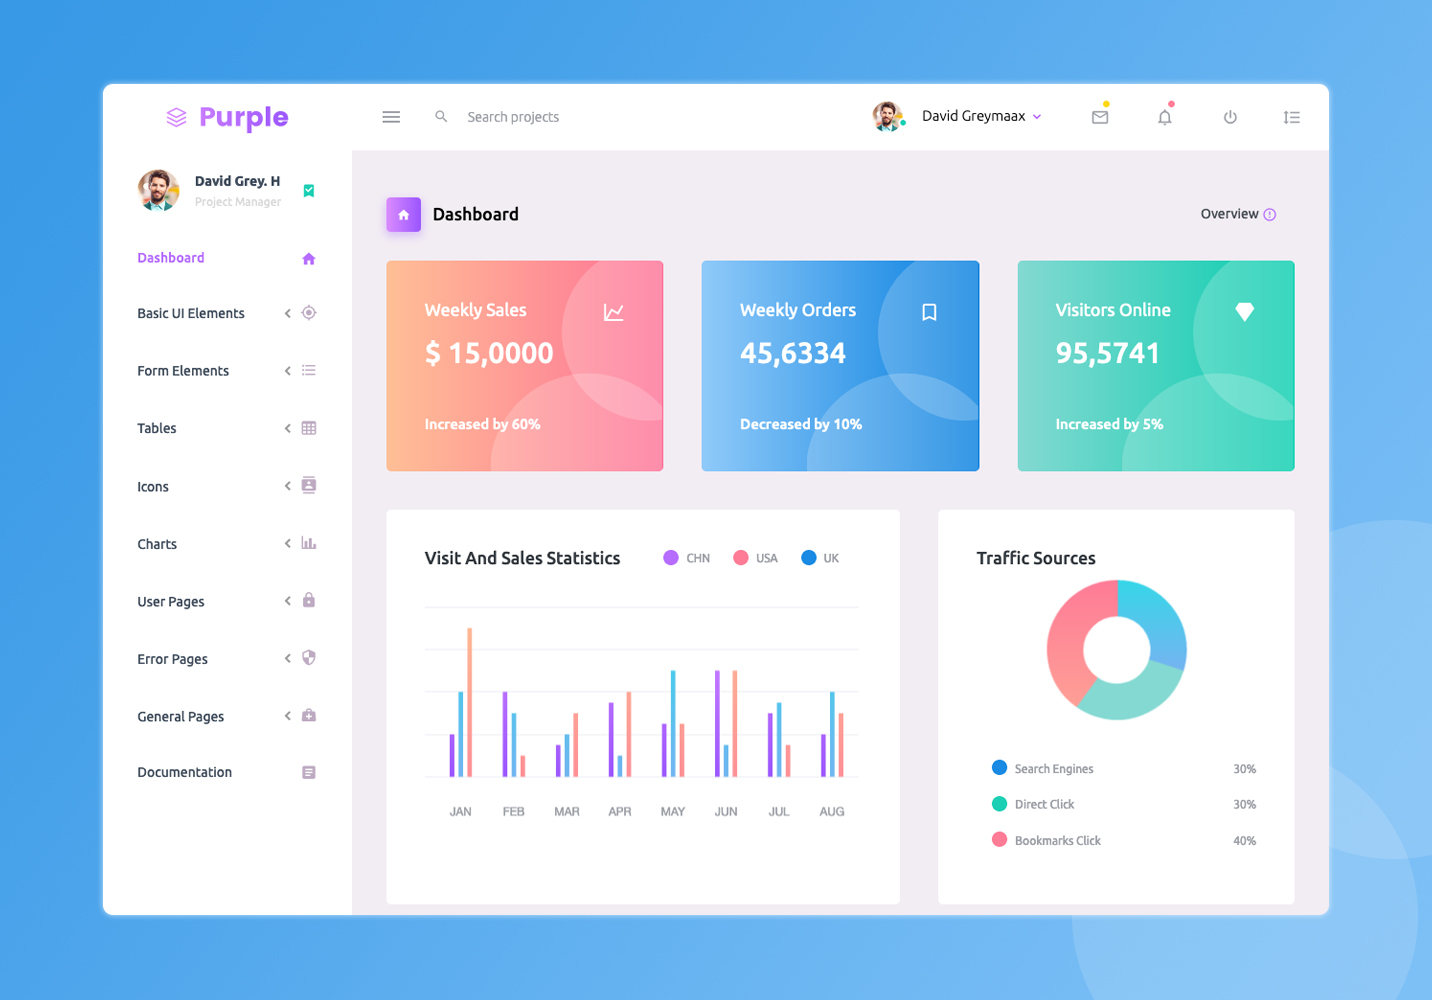 Purple
Search projects
David Greymaax
David Grey. H
Project Manager
Dashboard
Basic UI Elements
Form Elements
Tables
Icons
Charts
User Pages
Error Pages
General Pages
Documentation
Dashboard
Overview
Weekly Sales
$ 15,0000
Increased by 60%
Weekly Orders
45,6334
Decreased by 10%
Visitors Online
95,5741
Increased by 5%
Visit And Sales Statistics
CHN USA UK
JAN FEB MAR APR MAY JUN JUL AUG
Traffic Sources
Search Engines 30%
Direct Click 30%
Bookmarks Click 40%